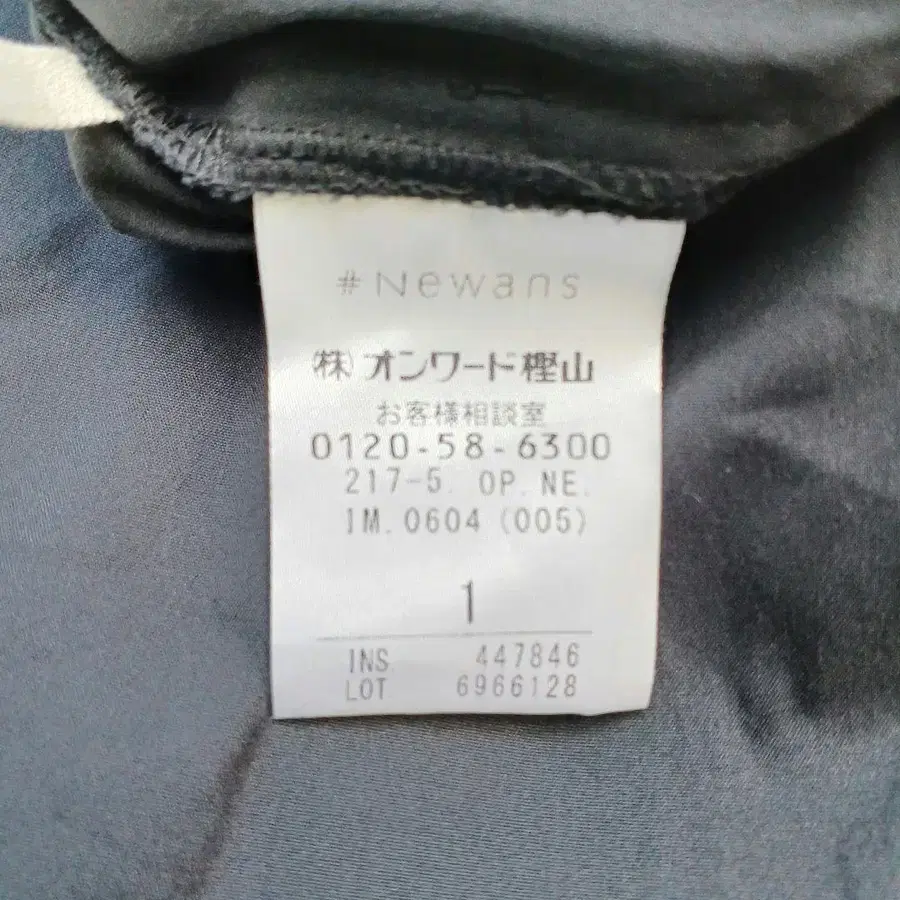 #Newans
㈱オンワード樫山
お客様相談室
0120-58-6300
217-5. OP. NE.
IM. 0604 (005)
1
INS. 447846
LOT 6966128